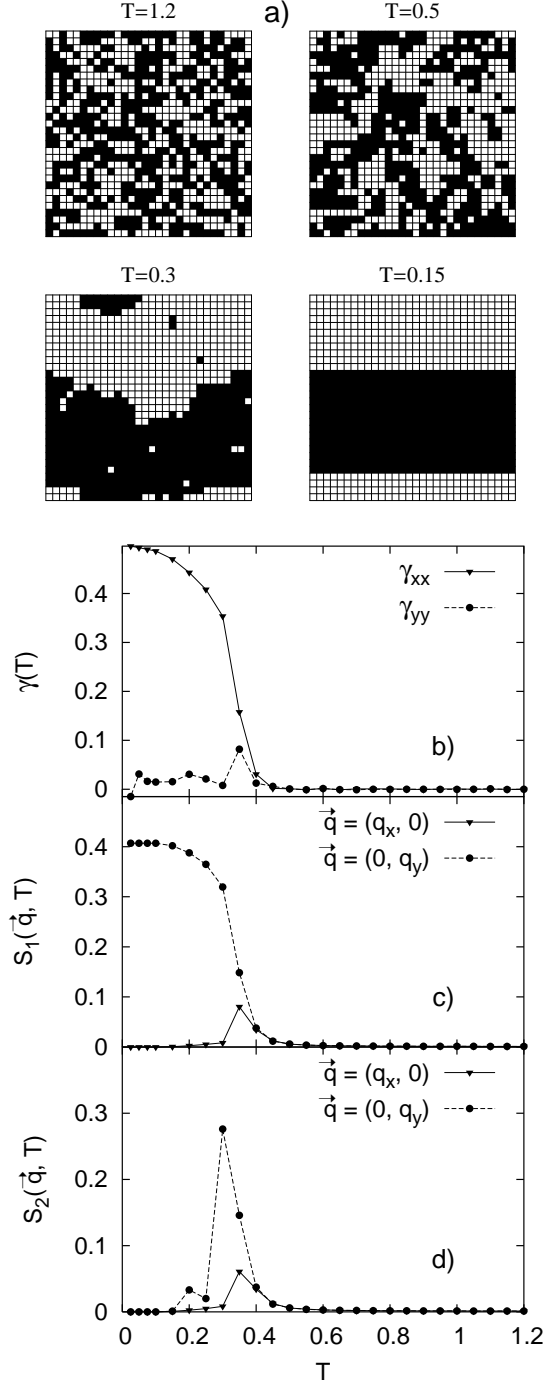 T=1.2 a) T=0.5
T=0.3 T=0.15
0.4
0.3
0.2
0.1
0
γ(T)
γxx
γyy
b)
0.4
0.3
0.2
0.1
0
S₁(q⃗, T)
q⃗ = (qx, 0)
q⃗ = (0, qy)
c)
0.3
0.2
0.1
0
S₂(q⃗, T)
q⃗ = (qx, 0)
q⃗ = (0, qy)
d)
0 0.2 0.4 0.6 0.8 1 1.2
T